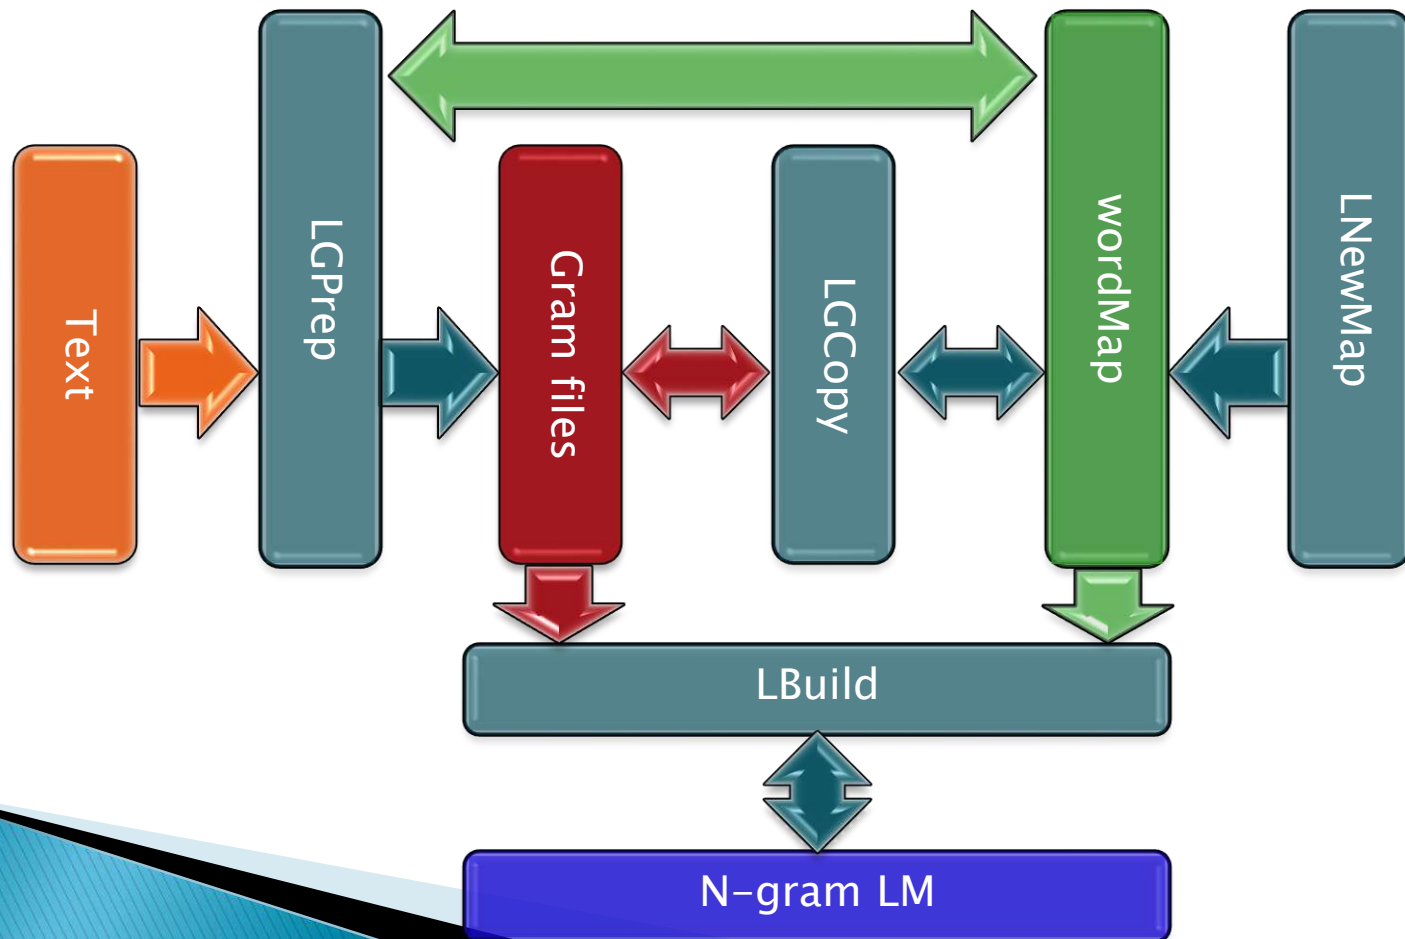 Text
LGPrep
Gram files
LGCopy
wordMap
LNewMap
LBuild
N-gram LM